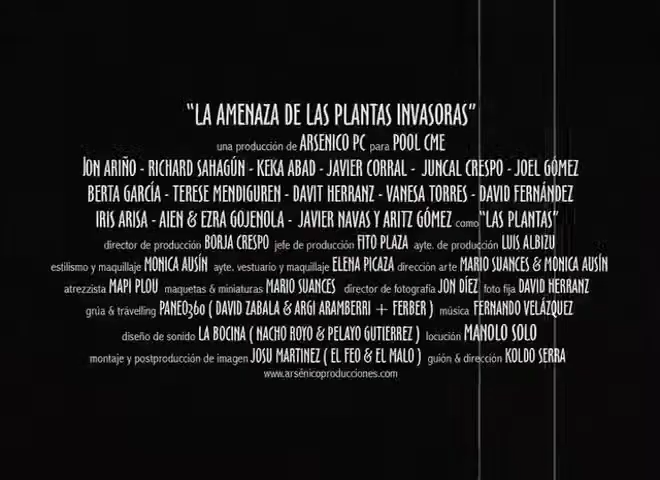 "LA AMENAZA DE LAS PLANTAS INVASORAS"
una producción de ARSENICO PC para POOL CME
JON ARIÑO - RICHARD SAHAGÚN - KEKA ABAD - JAVIER CORRAL - JUNCAL CRESPO - JOEL GÓMEZ
BERTA GARCÍA - TERESE MENDIGUREN - DAVIT HERRANZ - VANESA TORRES - DAVID FERNÁNDEZ
IRIS ARISA - AIEN & EZRA GOJENOLA - JAVIER NAVAS Y ARITZ GÓMEZ como "LAS PLANTAS"
director de producción BORJA CRESPO jefe de producción FITO PLAZA ayte. de producción LUIS ALBIZU
estilismo y maquillaje MONICA AUSÍN ayte. vestuario y maquillaje ELENA PICAZA dirección arte MARIO SUANCES & MONICA AUSÍN
atrezzista MAPI PLOU maquetas & miniaturas MARIO SUANCES director de fotografía JON DÍEZ foto fija DAVID HERRANZ
grúa & trávelling PANEO360 ( DAVID ZABALA & ARGI ARAMBERRI + FERBER ) música FERNANDO VELÁZQUEZ
diseño de sonido LA BOCINA ( NACHO ROYO & PELAYO GUTIERREZ ) locución MANOLO SOLO
montaje y postproducción de imagen JOSU MARTINEZ ( EL FEO & EL MALO ) guión & dirección KOLDO SERRA
www.arsénicoproducciones.com